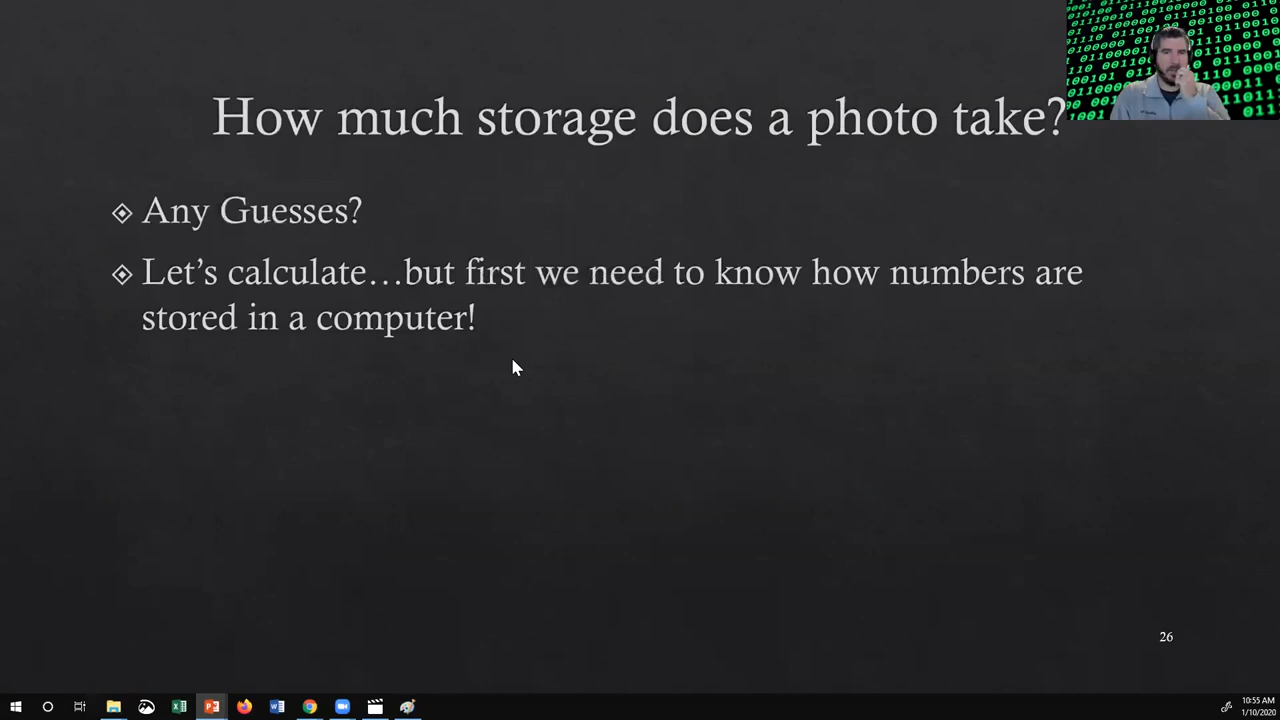 How much storage does a photo take?
Any Guesses?
Let's calculate…but first we need to know how numbers are
stored in a computer!
26
10:55 AM
1/10/2020